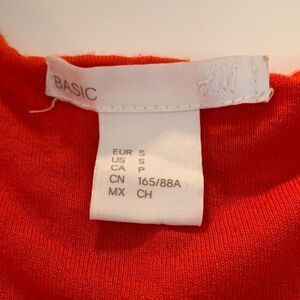 BASIC
EUR S
US S
CA P
CN 165/88A
MX CH